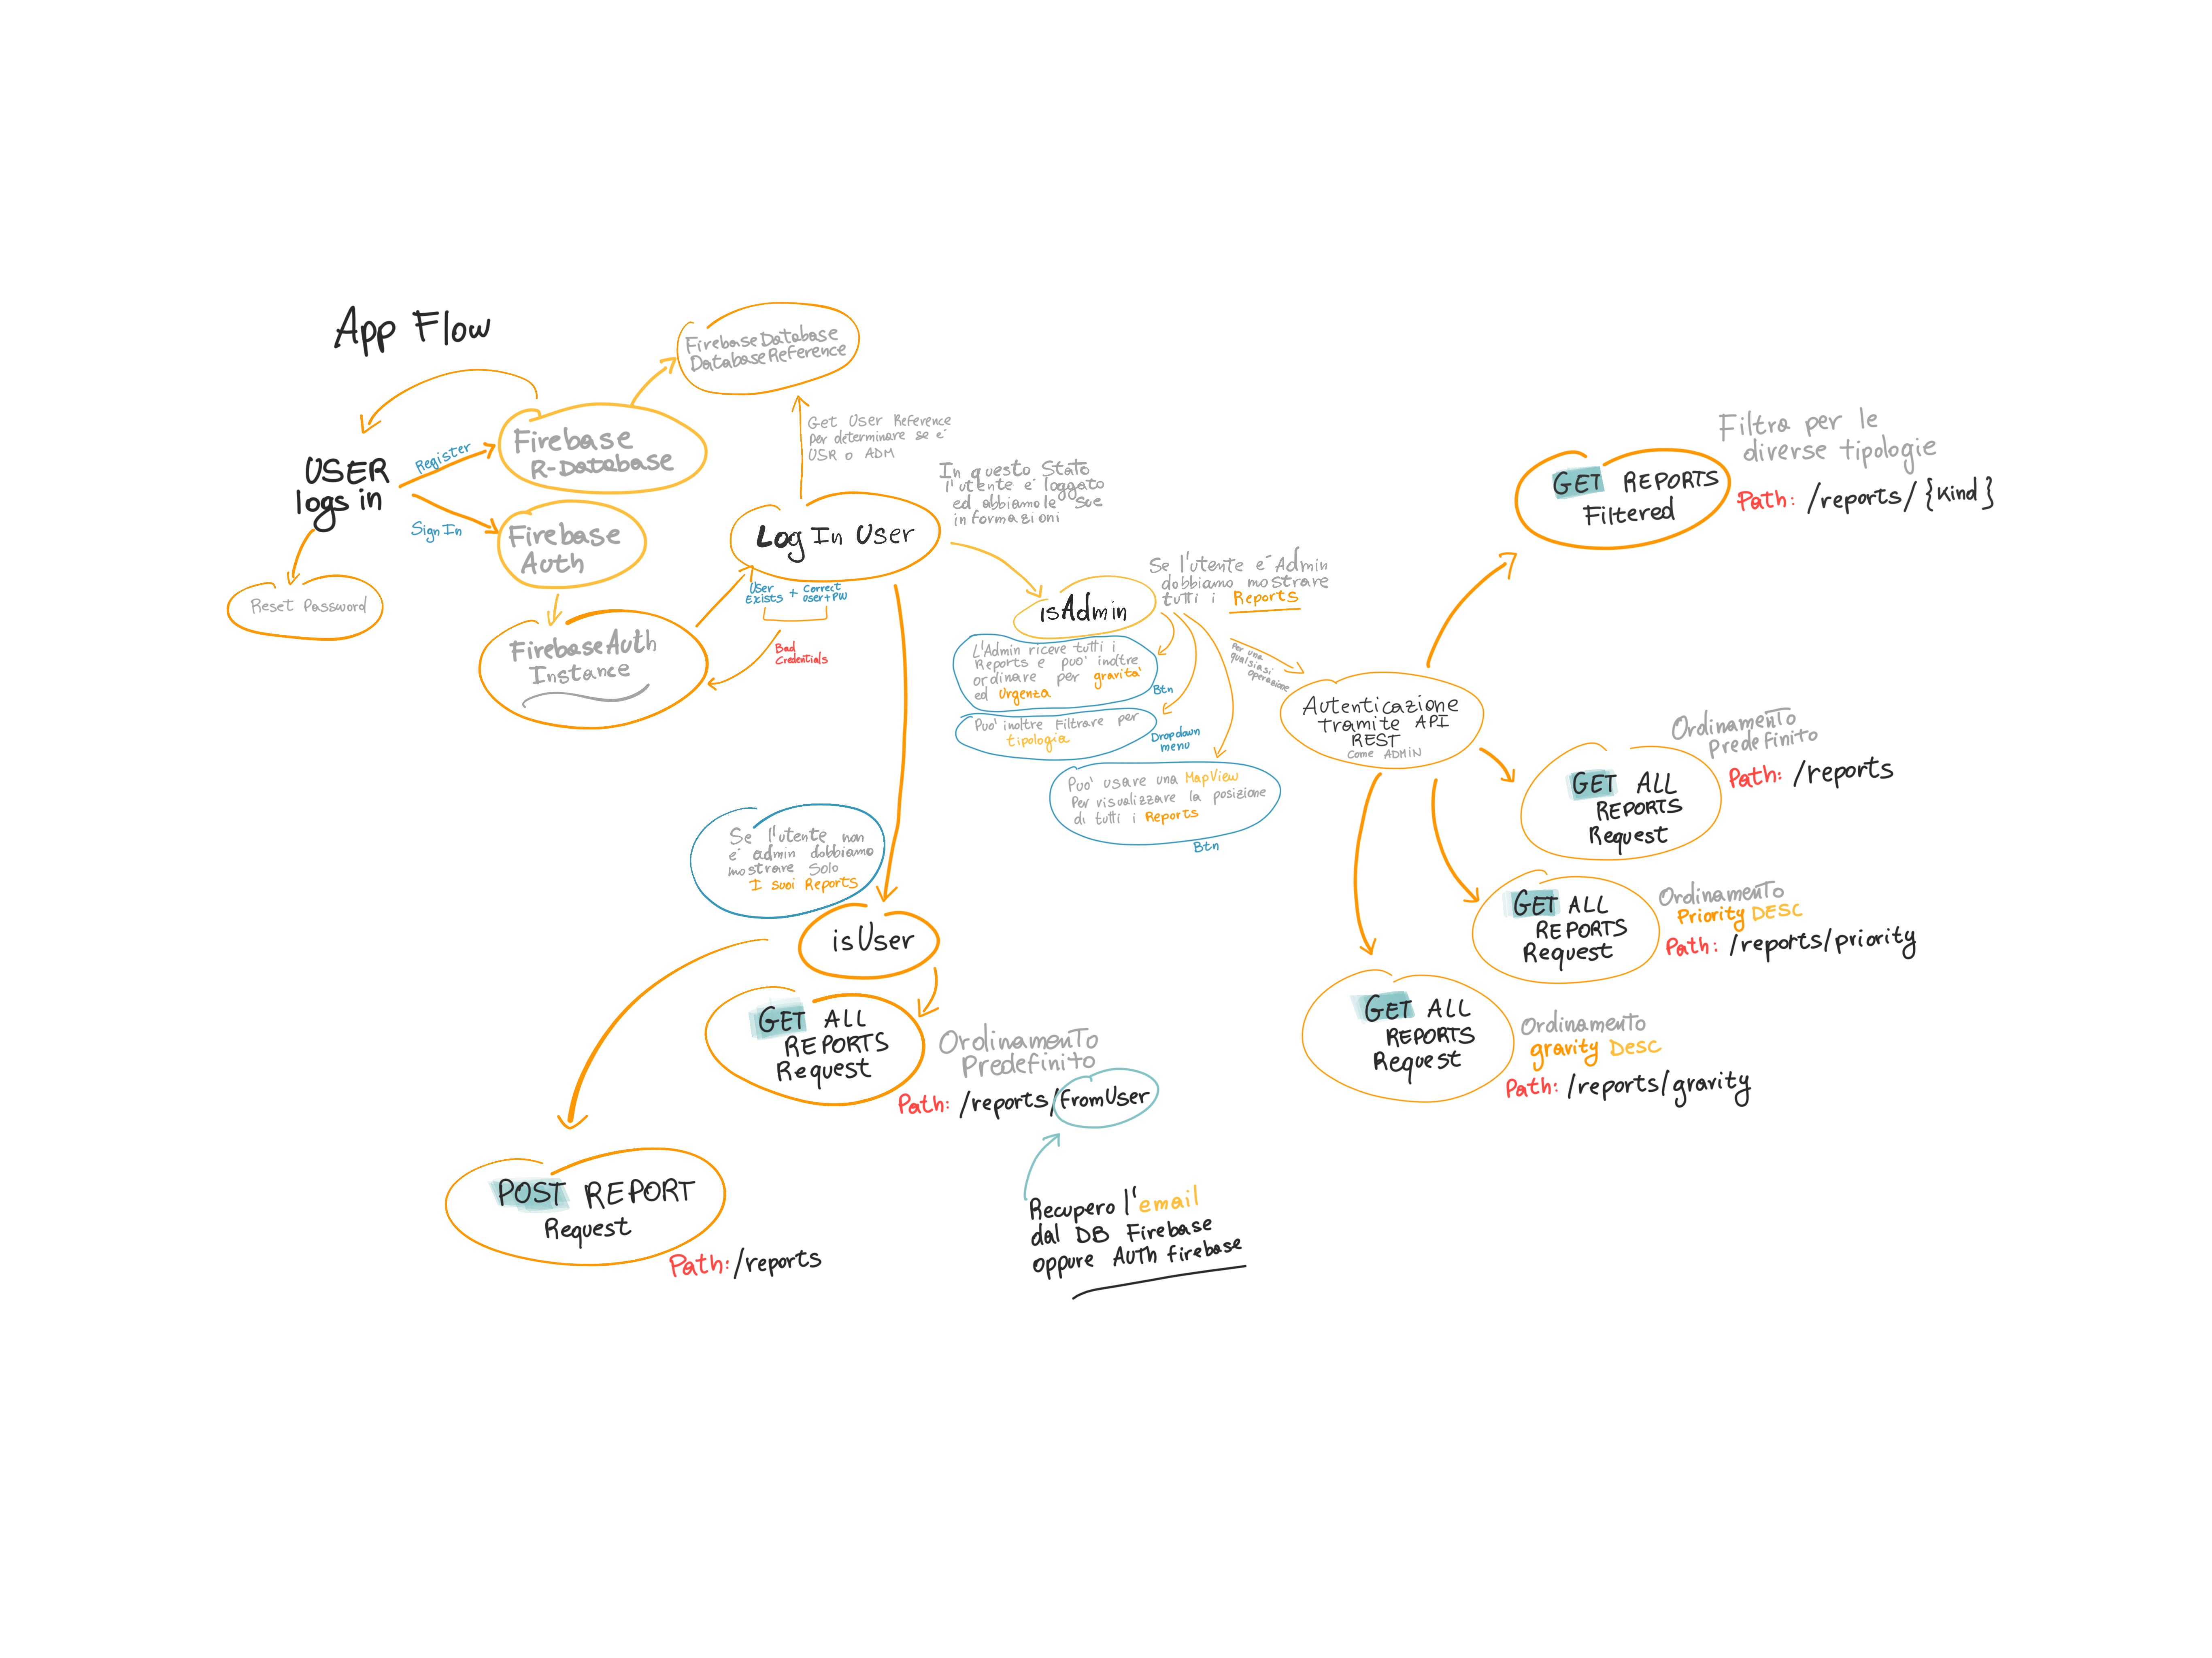 App Flow
FirebaseDatabase
DatabaseReference
Firebase
R-Database
USER
logs in
Register
Sign In
Reset Password
Firebase
Auth
FirebaseAuth
Instance
Get User Reference
per determinare se e'
USR o ADM
Log In User
User
Exists + Correct
User+PW
Bad
Credentials
In questo Stato
l'utente e' loggato
ed abbiamo le sue
informazioni
isAdmin
Se l'utente e' Admin
dobbiamo mostrare
tutti i Reports
L'Admin riceve tutti i
Reports e puo' inoltre
ordinare per gravita'
ed Urgenza
Btn
Puo' inoltre Filtrare per
tipologia
Dropdown
menu
Puo' usare una MapView
Per visualizzare la posizione
di tutti i Reports
Btn
Per una
qualsiasi
operazione
Autenticazione
tramite API
REST
Come ADMIN
GET REPORTS
Filtered
Filtro per le
diverse tipologie
Path: /reports/{Kind}
GET ALL
REPORTS
Request
Ordinamento
predefinito
Path: /reports
GET ALL
REPORTS
Request
Ordinamento
Priority DESC
Path: /reports/priority
GET ALL
REPORTS
Request
Ordinamento
gravity DESC
Path: /reports/gravity
Se l'utente non
e' admin dobbiamo
mostrare Solo
I suoi Reports
isUser
GET ALL
REPORTS
Request
Ordinamento
Predefinito
Path: /reports/fromUser
Recupero l'email
dal DB Firebase
oppure AUTH firebase
POST REPORT
Request
Path: /reports